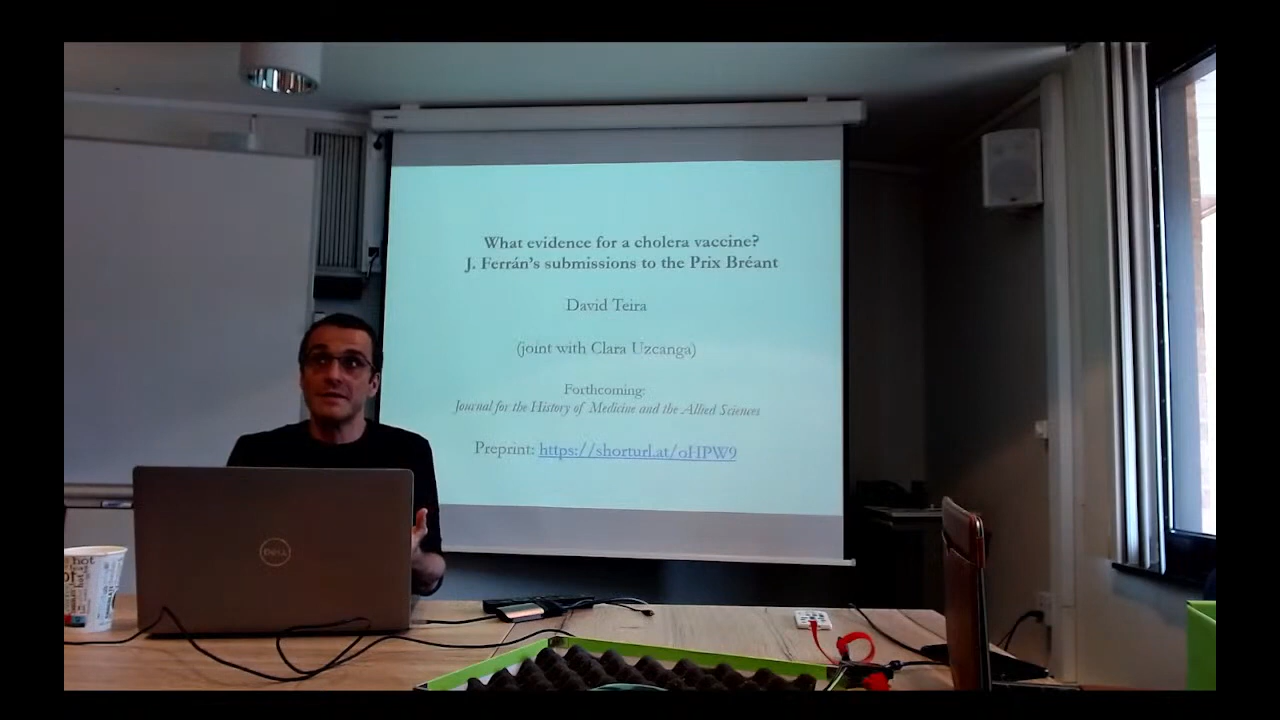 What evidence for a cholera vaccine?
J. Ferrán's submissions to the Prix Bréant
David Teira
(joint with Clara Uzcanga)
Forthcoming:
Journal for the History of Medicine and the Allied Sciences
Preprint: https://shorturl.at/oHPW9
DELL
hot